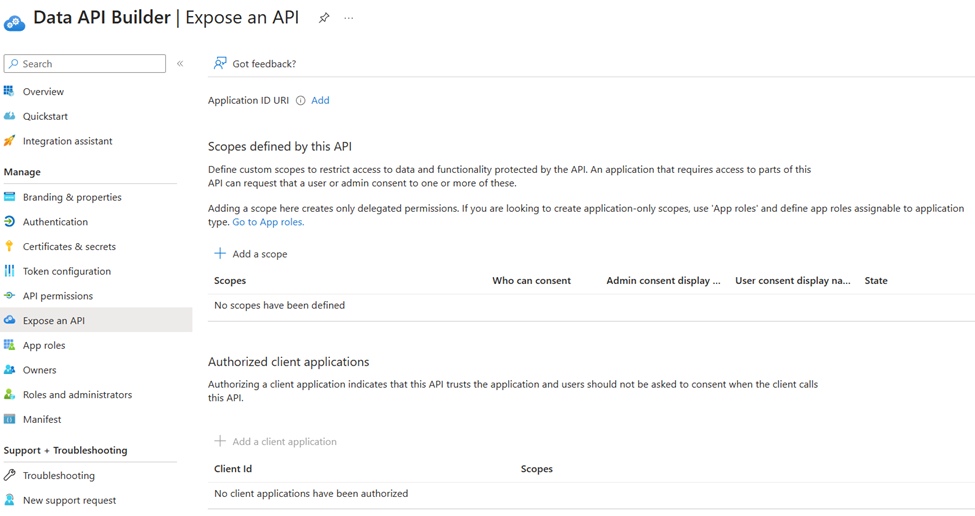 Data API Builder | Expose an API
Search
«
Got feedback?
Overview
Quickstart
Integration assistant
Manage
Branding & properties
Authentication
Certificates & secrets
Token configuration
API permissions
Expose an API
App roles
Owners
Roles and administrators
Manifest
Support + Troubleshooting
Troubleshooting
New support request
Application ID URI Add
Scopes defined by this API
Define custom scopes to restrict access to data and functionality protected by the API. An application that requires access to parts of this
API can request that a user or admin consent to one or more of these.
Adding a scope here creates only delegated permissions. If you are looking to create application-only scopes, use 'App roles' and define app roles assignable to application
type. Go to App roles.
Add a scope
Scopes Who can consent Admin consent display ... User consent display na... State
No scopes have been defined
Authorized client applications
Authorizing a client application indicates that this API trusts the application and users should not be asked to consent when the client calls
this API.
Add a client application
Client Id Scopes
No client applications have been authorized